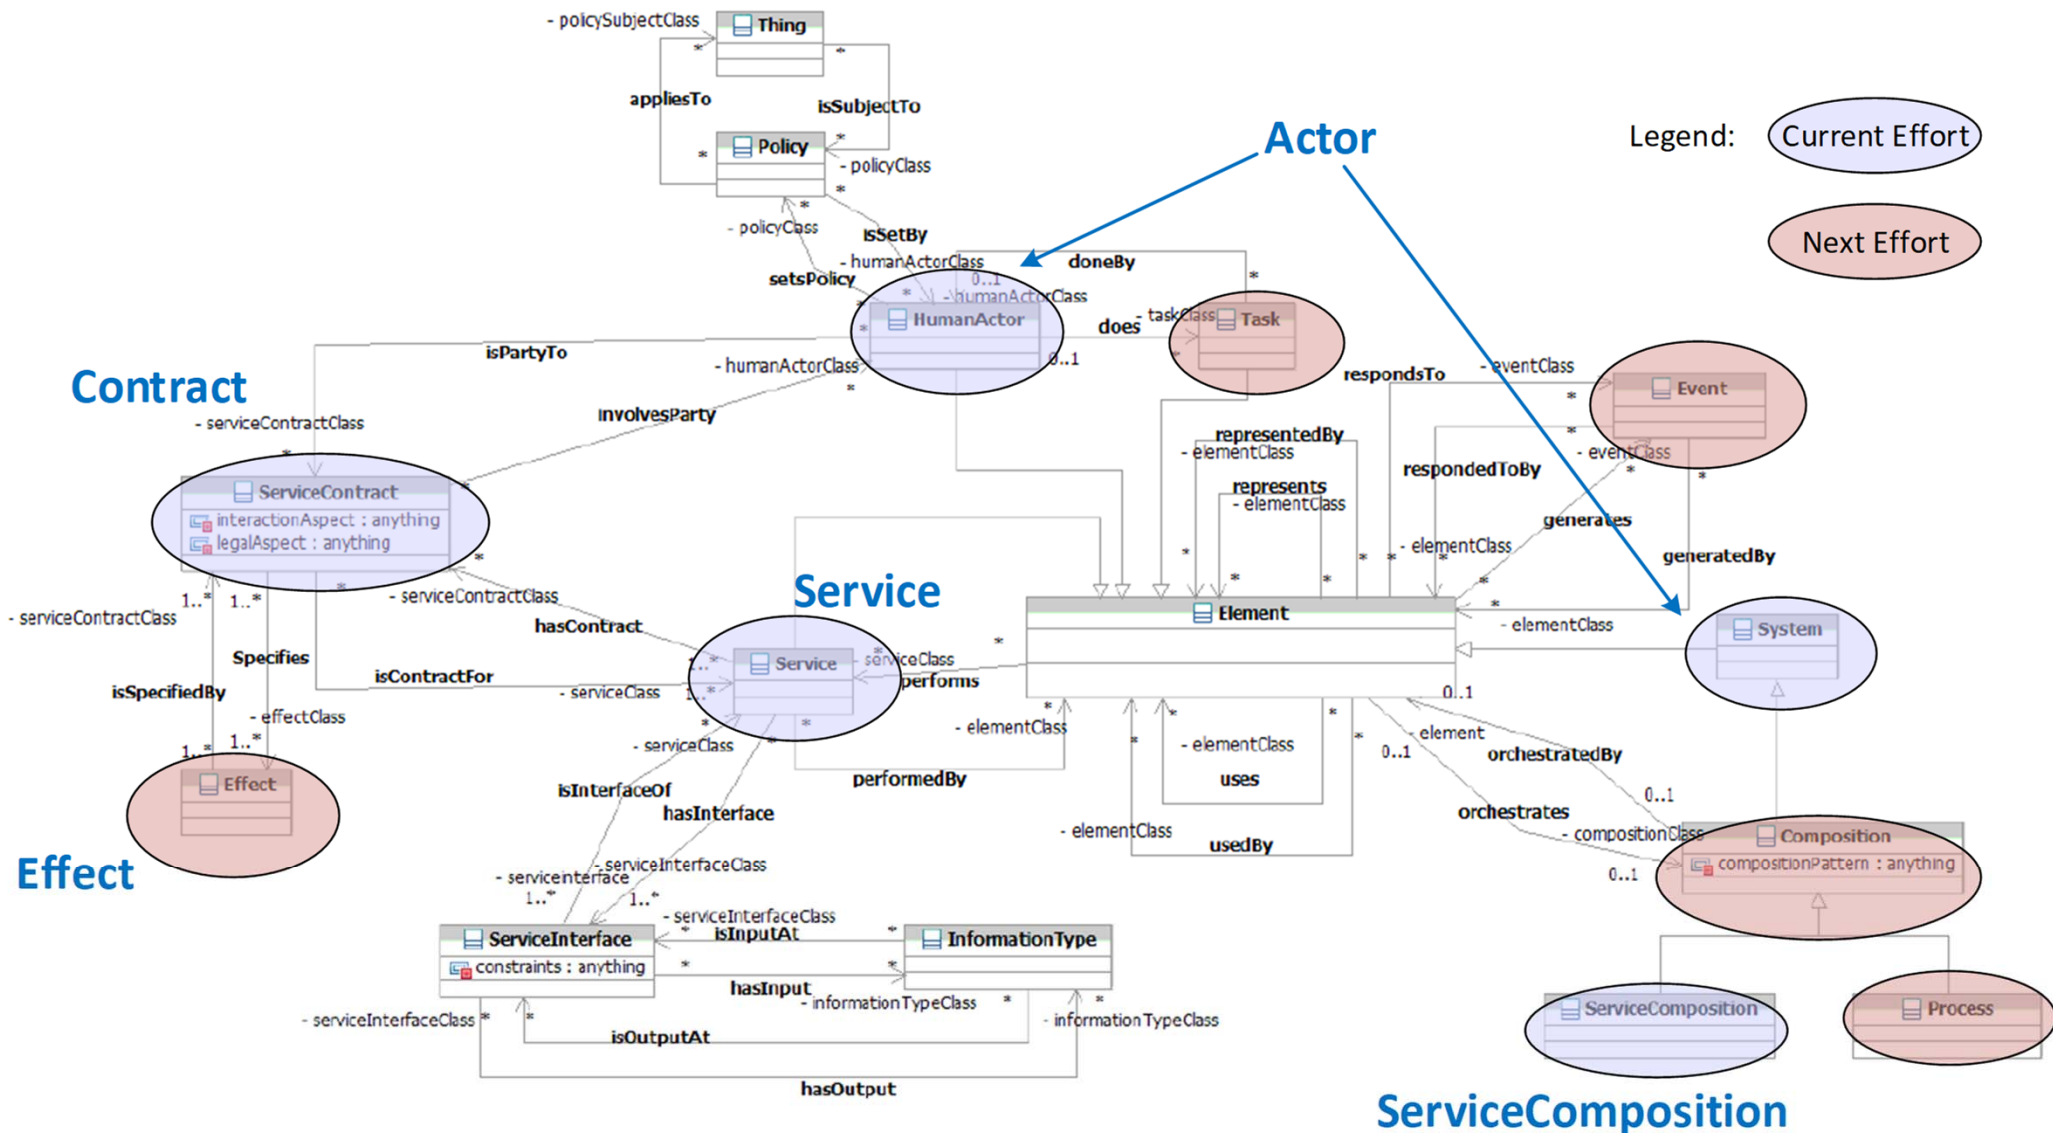 - policySubjectClass
Thing
*
*
appliesTo
isSubjectTo
Actor
Legend:
Current Effort
*
*
Policy
- policyClass
*
*
- policyClass
isSetBy
Next Effort
- humanActorClass
doneBy
setsPolicy
0..1
*
*
- humanActorClass
*
HumanActor
- taskClass
Task
*
does
isPartyTo
*
0..1
- humanActorClass
*
respondsTo
- eventClass
Contract
Event
*
involvesParty
- serviceContractClass
*
representedBy
- elementClass
*
- eventClass
*
respondedToBy
*
*
ServiceContract
represents
- elementClass
interactionAspect : anything
legalAspect : anything
generates
- elementClass
generatedBy
*
*
*
*
*
*
*
*
*
Service
- serviceContractClass
1..*
1..*
- serviceContractClass
hasContract
Element
*
- elementClass
System
*
Specifies
1..*
Service
*
- serviceClass
performs
isContractFor
- serviceClass
1..*
isSpecifiedBy
0..1
- effectClass
*
*
- elementClass
*
*
*
*
*
- element
1..*
1..*
- serviceClass
*
- elementClass
0..1
orchestratedBy
performedBy
uses
Effect
isInterfaceOf
0..1
hasInterface
orchestrates
- elementClass
- compositionClass
Composition
usedBy
Effect
- serviceInterfaceClass
compositionPattern : anything
- serviceinterface
0..1
1..*
1..*
- serviceInterfaceClass
*
isInputAt
*
ServiceInterface
InformationType
constraints : anything
*
*
hasInput
- informationTypeClass
*
*
ServiceComposition
Process
- serviceInterfaceClass
*
*
- informationTypeClass
isOutputAt
hasOutput
ServiceComposition